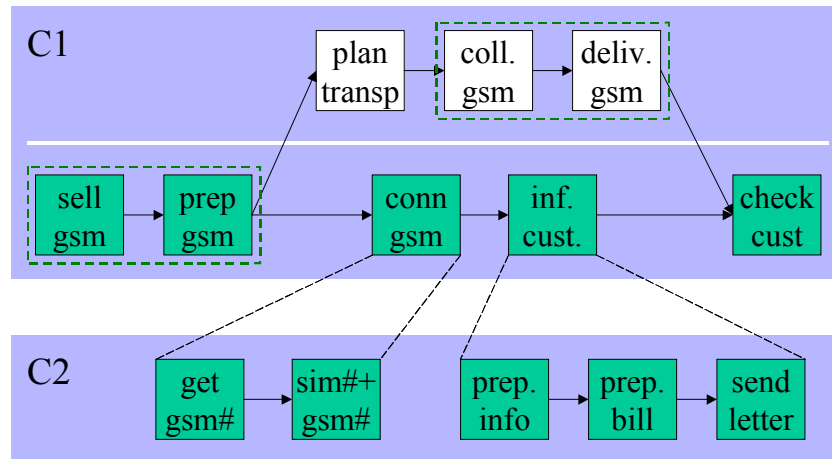 C1
plan
transp
coll.
gsm
deliv.
gsm
sell
gsm
prep
gsm
conn
gsm
inf.
cust.
check
cust
C2
get
gsm#
sim#+
gsm#
prep.
info
prep.
bill
send
letter